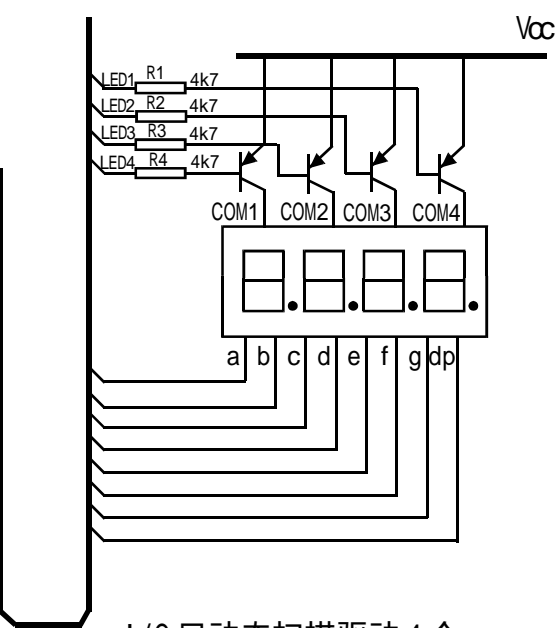 Vcc
LED1 R1 4k7
LED2 R2 4k7
LED3 R3 4k7
LED4 R4 4k7
COM1 COM2 COM3 COM4
a b c d e f g dp